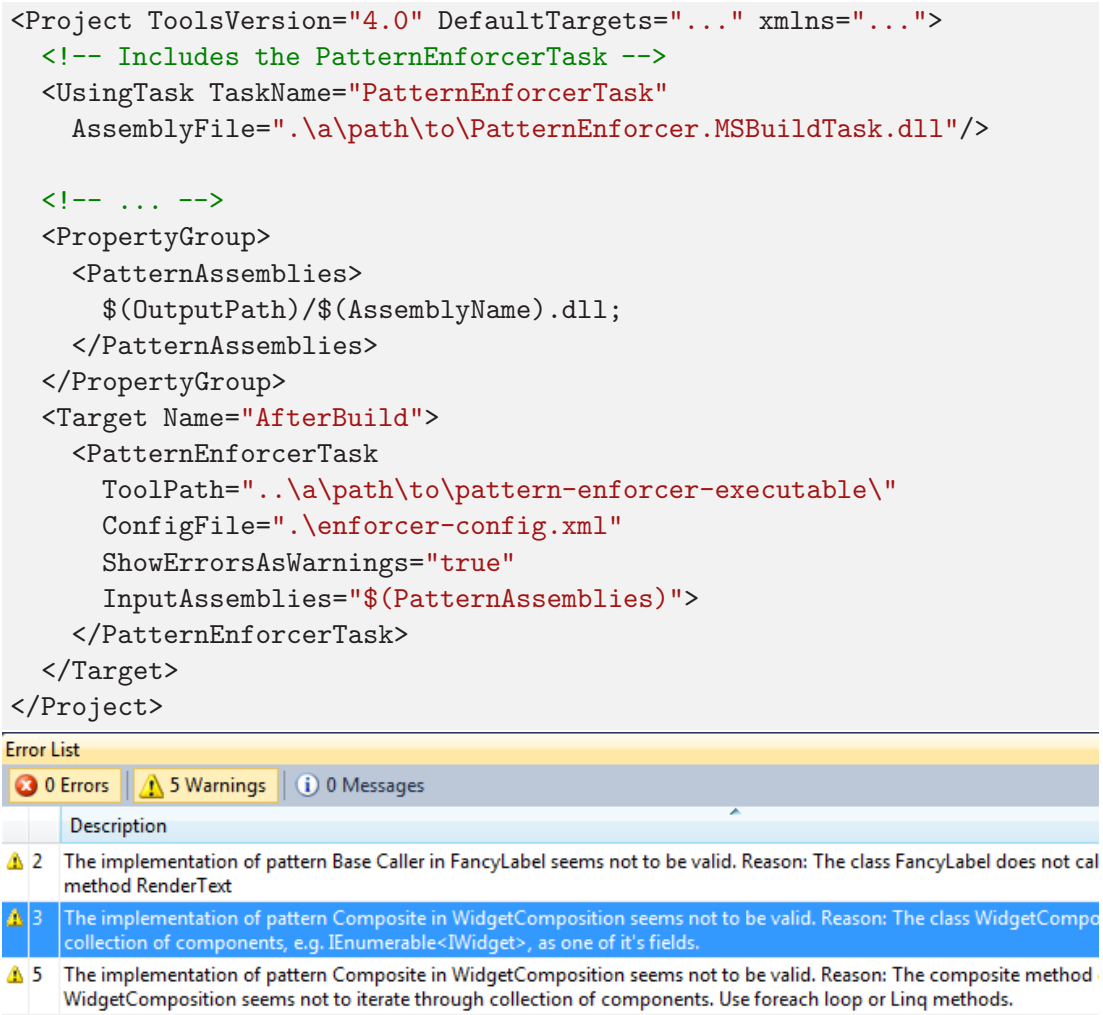 <Project ToolsVersion="4.0" DefaultTargets="..." xmlns="...">
<!-- Includes the PatternEnforcerTask -->
<UsingTask TaskName="PatternEnforcerTask"
AssemblyFile=".\a\path\to\PatternEnforcer.MSBuildTask.dll"/>
<!-- ... -->
<PropertyGroup>
<PatternAssemblies>
$(OutputPath)/$(AssemblyName).dll;
</PatternAssemblies>
</PropertyGroup>
<Target Name="AfterBuild">
<PatternEnforcerTask
ToolPath="..\a\path\to\pattern-enforcer-executable\"
ConfigFile=".\enforcer-config.xml"
ShowErrorsAsWarnings="true"
InputAssemblies="$(PatternAssemblies)">
</PatternEnforcerTask>
</Target>
</Project>
Error List
0 Errors 5 Warnings 0 Messages
Description
2 The implementation of pattern Base Caller in FancyLabel seems not to be valid. Reason: The class FancyLabel does not cal
method RenderText
3 The implementation of pattern Composite in WidgetComposition seems not to be valid. Reason: The class WidgetCompo
collection of components, e.g. IEnumerable<IWidget>, as one of it's fields.
5 The implementation of pattern Composite in WidgetComposition seems not to be valid. Reason: The composite method
WidgetComposition seems not to iterate through collection of components. Use foreach loop or Linq methods.